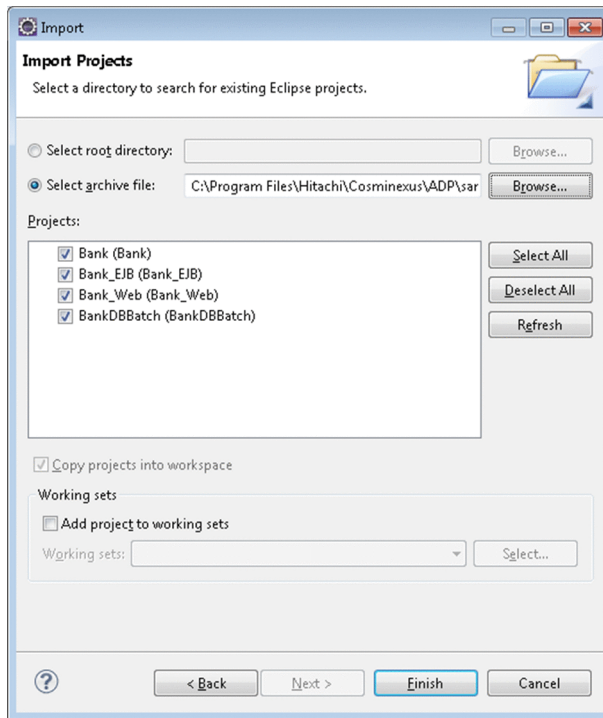 Import
Import Projects
Select a directory to search for existing Eclipse projects.
Select root directory:
Browse...
Select archive file: C:\Program Files\Hitachi\Cosminexus\ADP\sar Browse...
Projects:
Bank (Bank)
Bank_EJB (Bank_EJB)
Bank_Web (Bank_Web)
BankDBBatch (BankDBBatch)
Select All
Deselect All
Refresh
Copy projects into workspace
Working sets
Add project to working sets
Working sets:
Select...
? < Back Next > Finish Cancel